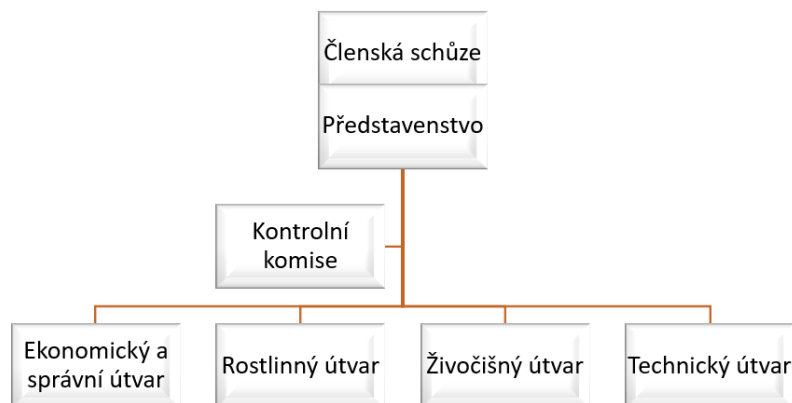 Členská schůze
Představenstvo
Kontrolní
komise
Ekonomický a
správní útvar
Rostlinný útvar
Živočišný útvar
Technický útvar